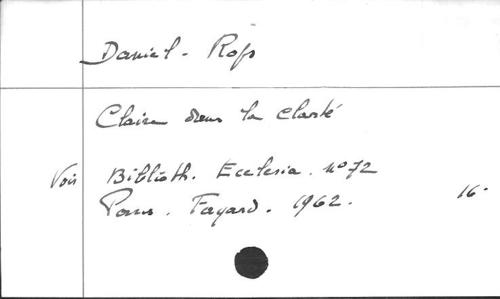 Daniel-Rops
Claire dans la clarté
Voir Biblioth. Ecclesia. n° 72
Paris. Fayard. 1962. 16.